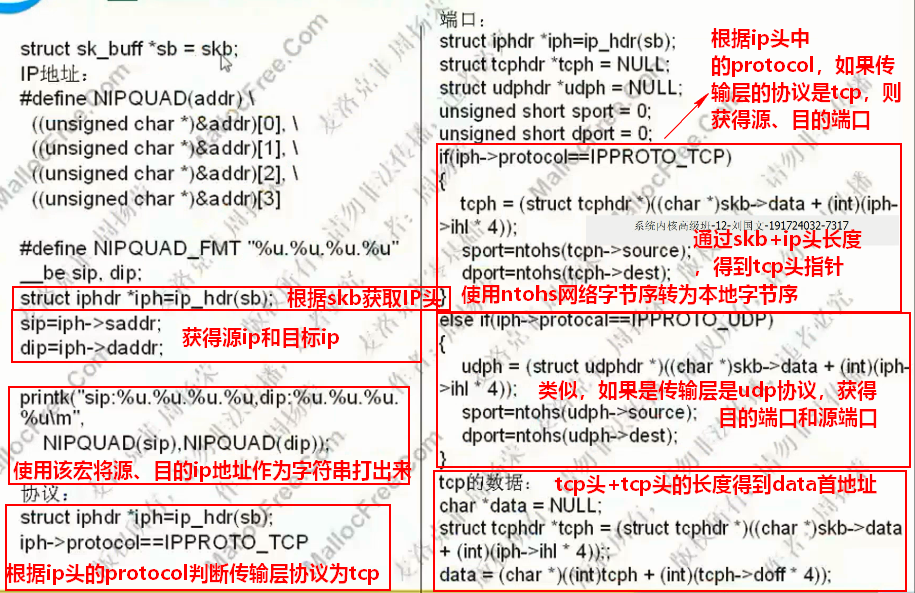 struct sk_buff *sb = skb;
IP地址：
#define NIPQUAD(addr) \
((unsigned char *)&addr)[0], \
((unsigned char *)&addr)[1], \
((unsigned char *)&addr)[2], \
((unsigned char *)&addr)[3]
#define NIPQUAD_FMT "%u.%u.%u.%u"
__be sip, dip;
struct iphdr *iph=ip_hdr(sb);
根据skb获取IP头
sip=iph->saddr;
dip=iph->daddr;
获得源ip和目标ip
printk("sip:%u.%u.%u.%u,dip:%u.%u.%u.
%u\m",
NIPQUAD(sip),NIPQUAD(dip));
使用该宏将源、目的ip地址作为字符串打出来
协议：
struct iphdr *iph=ip_hdr(sb);
iph->protocol==IPPROTO_TCP
根据ip头的protocol判断传输层协议为tcp
端口：
struct iphdr *iph=ip_hdr(sb);
struct tcphdr *tcph = NULL;
struct udphdr *udph = NULL;
unsigned short sport = 0;
unsigned short dport = 0;
根据ip头中
的protocol，如果传
输层的协议是tcp，则
获得源、目的端口
if(iph->protocol==IPPROTO_TCP)
{
tcph = (struct tcphdr *)((char *)skb->data + (int)(iph-
>ihl * 4));
系统内核高级班-12-刘国文-191724032-7317
sport=ntohs(tcph->source);
dport=ntohs(tcph->dest);
通过skb+ip头长度
，得到tcp头指针
}
使用ntohs网络字节序转为本地字节序
else if(iph->protocal==IPPROTO_UDP)
{
udph = (struct udphdr *)((char *)skb->data + (int)(iph-
>ihl * 4));
sport=ntohs(udph->source);
dport=ntohs(udph->dest);
}
类似，如果是传输层是udp协议，获得
目的端口和源端口
tcp的数据：
tcp头+tcp头的长度得到data首地址
char *data = NULL;
struct tcphdr *tcph = (struct tcphdr *)((char *)skb->data
+ (int)(iph->ihl * 4));;
data = (char *)((int)tcph + (int)(tcph->doff * 4));
MallocFree.Com